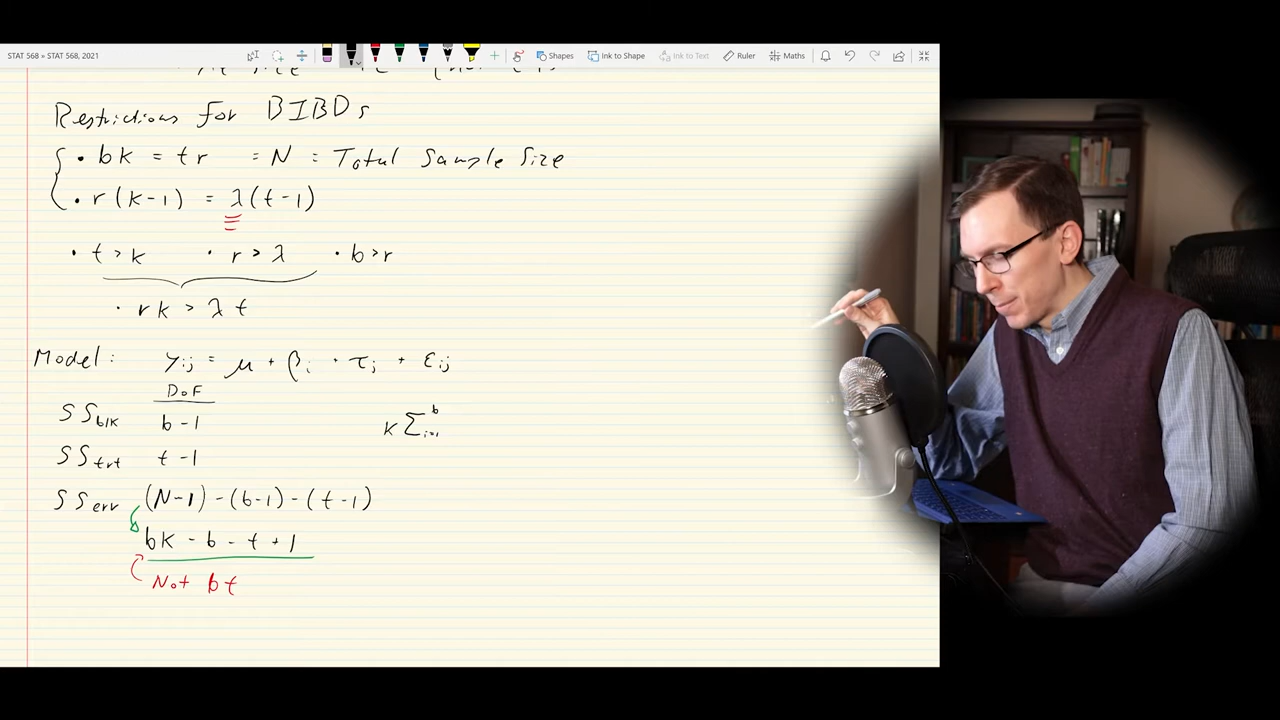 STAT 568 » STAT 568, 2021
Shapes Ink to Shape Ink to Text Ruler Maths
Restrictions for BIBDs
• bk = tr = N = Total Sample Size
• r(k-1) = λ(t-1)
• t > k • r > λ • b > r
• rk > λt
Model: yij = μ + βi + τj + εij
DoF
SSblk b-1 k∑ᵇi=1
SStrt t-1
SSerr (N-1) - (b-1) - (t-1)
bk - b - t + 1
Not bt